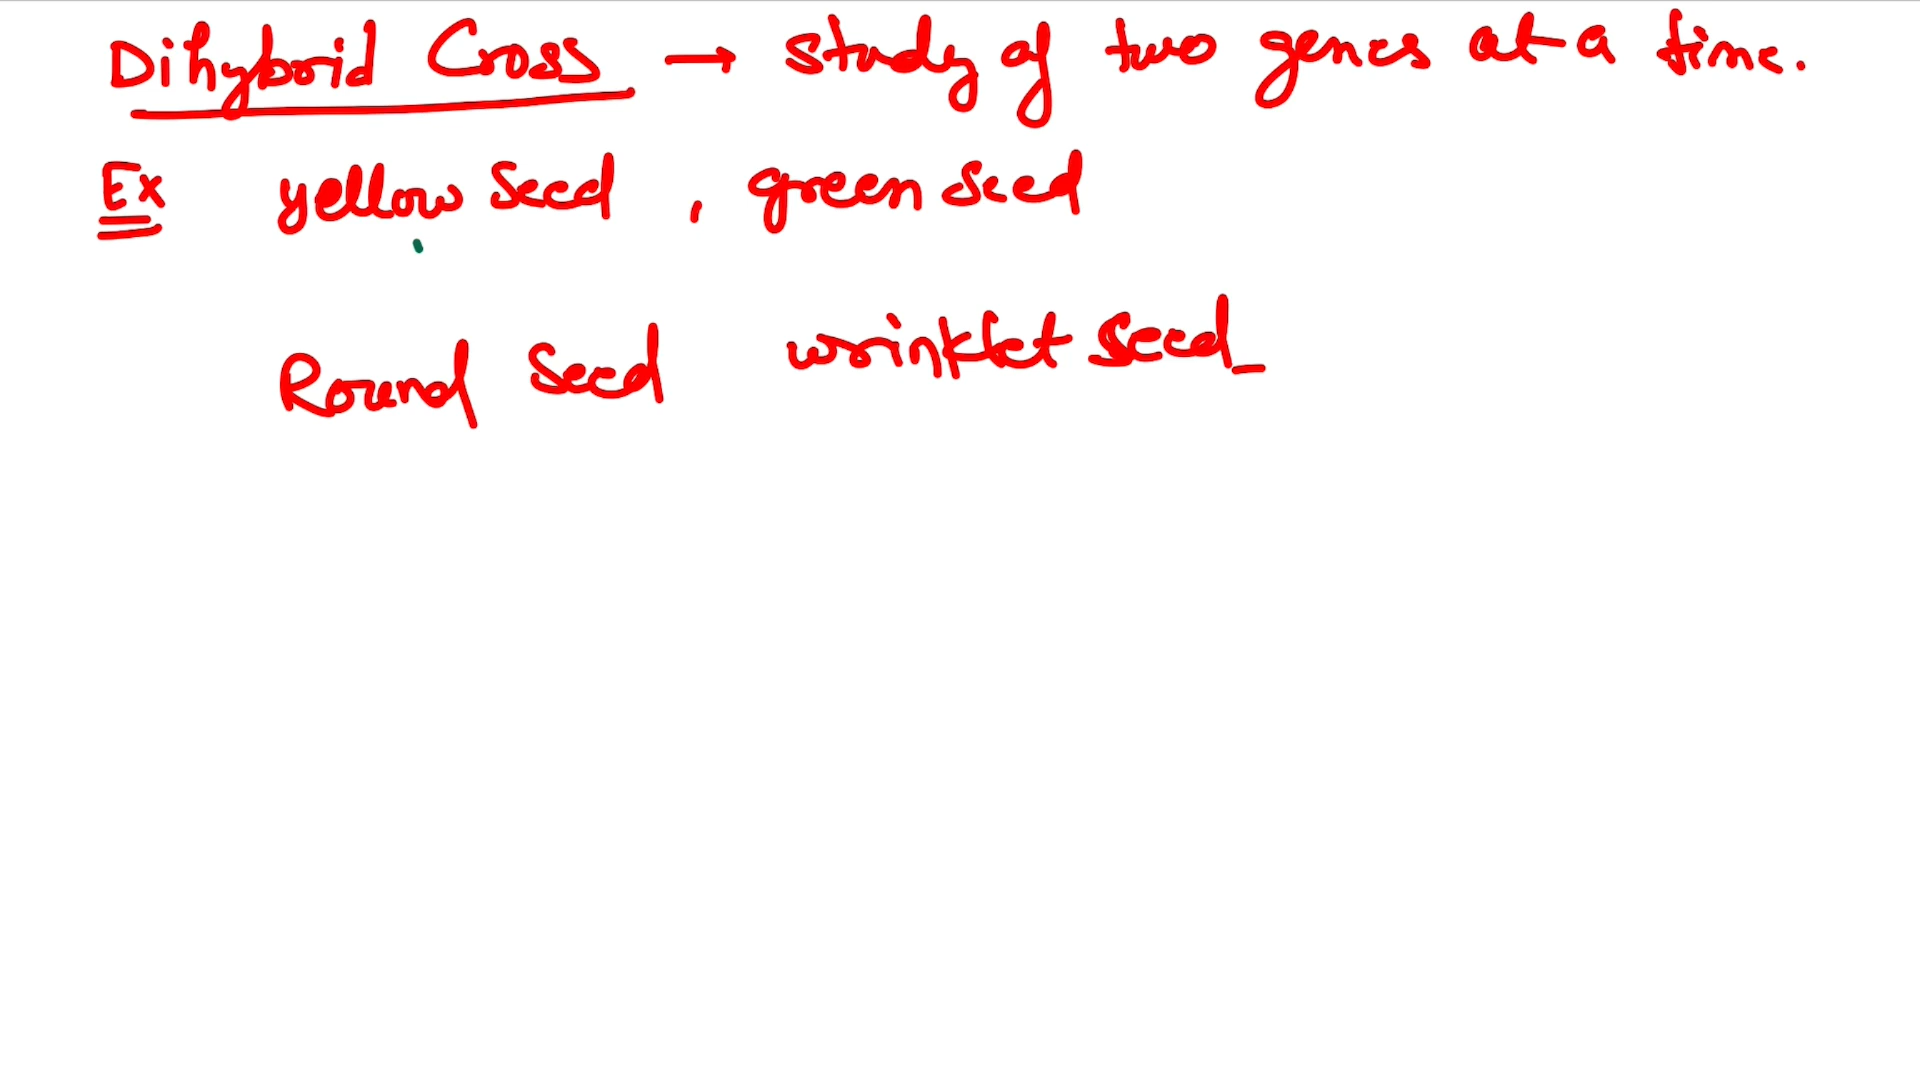 Dihybrid Cross → Study of two genes at a time.
Ex yellow Seed , green Seed
Round Seed wrinklet Seed